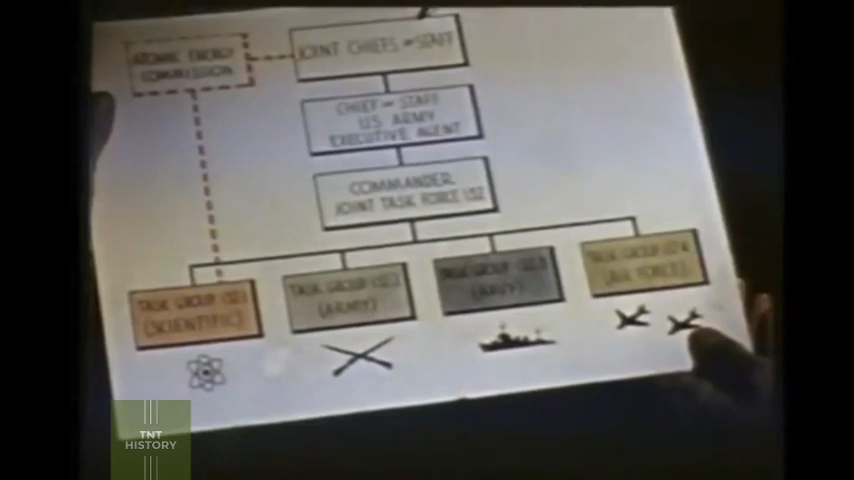 ATOMIC ENERGY
COMMISSION
JOINT CHIEFS OF STAFF
CHIEF OF STAFF
U.S. ARMY
EXECUTIVE AGENT
COMMANDER
JOINT TASK FORCE 132
TASK GROUP 132.1
(SCIENTIFIC)
TASK GROUP 132.2
(ARMY)
TASK GROUP 132.3
(NAVY)
TASK GROUP 132.4
(AIR FORCE)
TNT
HISTORY